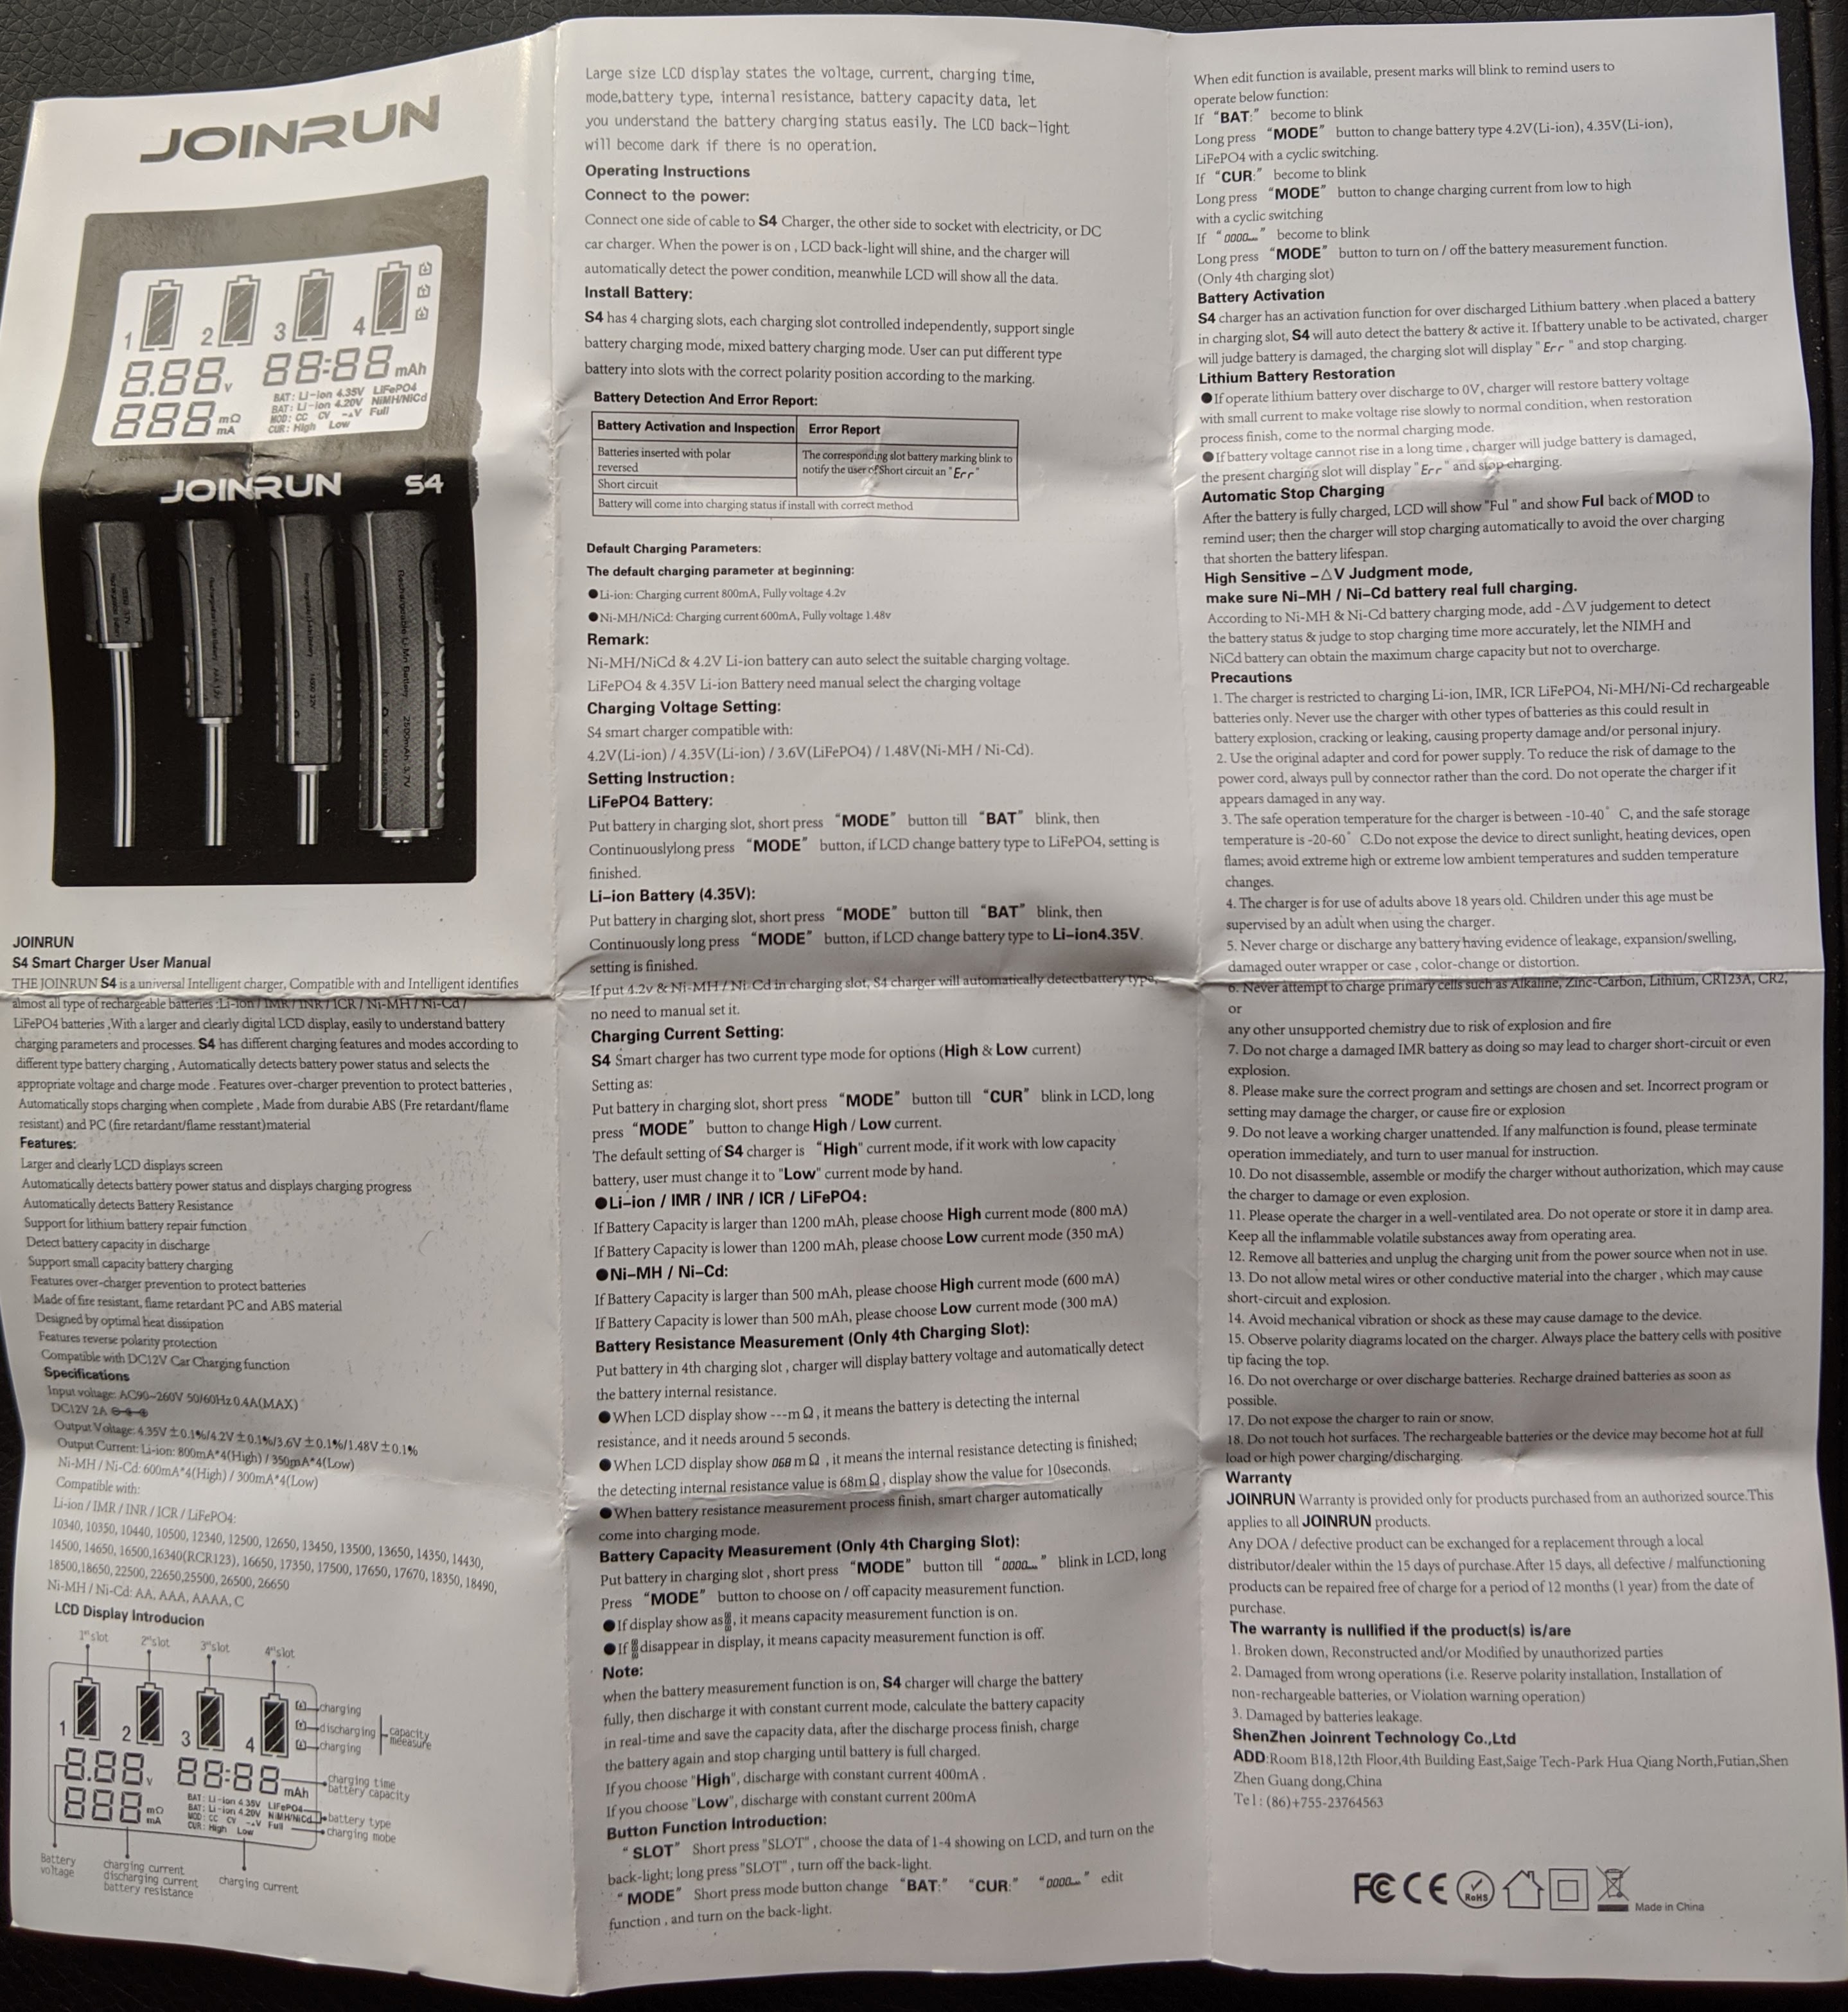 JOINRUN
1 2 3 4
8.88v 88:88mAh
888mΩ mA
BAT: Li-ion 4.35V LiFePO4
BAT: Li-ion 4.20V NiMH/NiCd
MOD: CC CV -▲V Full
CUR: High Low
JOINRUN S4
JOINRUN
S4 Smart Charger User Manual
THE JOINRUN S4 is a universal Intelligent charger, Compatible with and Intelligent identifies
almost all type of rechargeable batteries :Li-ion / IMR / INR / ICR / Ni-MH / Ni-Cd /
LiFePO4 batteries ,With a larger and clearly digital LCD display, easily to understand battery
charging parameters and processes. S4 has different charging features and modes according to
different type battery charging , Automatically detects battery power status and selects the
appropriate voltage and charge mode . Features over-charger prevention to protect batteries ,
Automatically stops charging when complete , Made from durabie ABS (Fre retardant/flame
resistant) and PC (fire retardant/flame resstant)material
Features:
Larger and clearly LCD displays screen
Automatically detects battery power status and displays charging progress
Automatically detects Battery Resistance
Support for lithium battery repair function
Detect battery capacity in discharge
Support small capacity battery charging
Features over-charger prevention to protect batteries
Made of fire resistant, flame retardant PC and ABS material
Designed by optimal heat dissipation
Features reverse polarity protection
Compatible with DC12V Car Charging function
Specifications
Input voltage: AC90~260V 50/60Hz 0.4A(MAX)
DC12V 2A
Output Voltage: 4.35V±0.1%/4.2V±0.1%/3.6V±0.1%/1.48V±0.1%
Output Current: Li-ion: 800mA*4(High) / 350mA*4(Low)
Ni-MH / Ni-Cd: 600mA*4(High) / 300mA*4(Low)
Compatible with:
Li-ion / IMR / INR / ICR / LiFePO4:
10340, 10350, 10440, 10500, 12340, 12500, 12650, 13450, 13500, 13650, 14350, 14430,
14500, 14650, 16500,16340(RCR123), 16650, 17350, 17500, 17650, 17670, 18350, 18490,
18500,18650, 22500, 22650,25500, 26500, 26650
Ni-MH / Ni-Cd: AA, AAA, AAAA, C
LCD Display Introducion
1st slot 2nd slot 3rd slot 4th slot
charging
discharging
charging
capacity
meeasure
1 2 3 4
8.88v 88:88mAh
charging time
battery capacity
888mΩ mA
BAT: Li-ion 4.35V LiFePO4
BAT: Li-ion 4.20V NiMH/NiCd
MOD: CC CV -▲V Full
CUR: High Low
battery type
charging mobe
Battery
voltage
charging current
discharging current
battery resistance
charging current
Large size LCD display states the voltage, current, charging time,
mode,battery type, internal resistance, battery capacity data, let
you understand the battery charging status easily. The LCD back-light
will become dark if there is no operation.
Operating Instructions
Connect to the power:
Connect one side of cable to S4 Charger, the other side to socket with electricity, or DC
car charger. When the power is on , LCD back-light will shine, and the charger will
automatically detect the power condition, meanwhile LCD will show all the data.
Install Battery:
S4 has 4 charging slots, each charging slot controlled independently, support single
battery charging mode, mixed battery charging mode. User can put different type
battery into slots with the correct polarity position according to the marking.
Battery Detection And Error Report:
Battery Activation and Inspection Error Report
Batteries inserted with polar
reversed
Short circuit
The corresponding slot battery marking blink to
notify the user of Short circuit an "Err"
Battery will come into charging status if install with correct method
Default Charging Parameters:
The default charging parameter at beginning:
●Li-ion: Charging current 800mA, Fully voltage 4.2v
●Ni-MH/NiCd: Charging current 600mA, Fully voltage 1.48v
Remark:
Ni-MH/NiCd & 4.2V Li-ion battery can auto select the suitable charging voltage.
LiFePO4 & 4.35V Li-ion Battery need manual select the charging voltage
Charging Voltage Setting:
S4 smart charger compatible with:
4.2V(Li-ion) / 4.35V(Li-ion) / 3.6V(LiFePO4) / 1.48V(Ni-MH / Ni-Cd).
Setting Instruction:
LiFePO4 Battery:
Put battery in charging slot, short press “MODE” button till “BAT” blink, then
Continuouslylong press “MODE” button, if LCD change battery type to LiFePO4, setting is
finished.
Li-ion Battery (4.35V):
Put battery in charging slot, short press “MODE” button till “BAT” blink, then
Continuously long press “MODE” button, if LCD change battery type to Li-ion4.35V.
setting is finished.
If put 4.2v & Ni-MH / Ni-Cd in charging slot, S4 charger will automatically detectbattery type,
no need to manual set it.
Charging Current Setting:
S4 Smart charger has two current type mode for options (High & Low current)
Setting as:
Put battery in charging slot, short press “MODE” button till “CUR” blink in LCD, long
press “MODE” button to change High / Low current.
The default setting of S4 charger is “High” current mode, if it work with low capacity
battery, user must change it to "Low" current mode by hand.
●Li-ion / IMR / INR / ICR / LiFePO4:
If Battery Capacity is larger than 1200 mAh, please choose High current mode (800 mA)
If Battery Capacity is lower than 1200 mAh, please choose Low current mode (350 mA)
●Ni-MH / Ni-Cd:
If Battery Capacity is larger than 500 mAh, please choose High current mode (600 mA)
If Battery Capacity is lower than 500 mAh, please choose Low current mode (300 mA)
Battery Resistance Measurement (Only 4th Charging Slot):
Put battery in 4th charging slot , charger will display battery voltage and automatically detect
the battery internal resistance.
●When LCD display show ---m Ω , it means the battery is detecting the internal
resistance, and it needs around 5 seconds.
●When LCD display show 068 m Ω , it means the internal resistance detecting is finished;
the detecting internal resistance value is 68m Ω , display show the value for 10seconds.
●When battery resistance measurement process finish, smart charger automatically
come into charging mode.
Battery Capacity Measurement (Only 4th Charging Slot):
Put battery in charging slot , short press “MODE” button till “0000mAh” blink in LCD, long
Press “MODE” button to choose on / off capacity measurement function.
●If display show as , it means capacity measurement function is on.
●If disappear in display, it means capacity measurement function is off.
Note:
when the battery measurement function is on, S4 charger will charge the battery
fully, then discharge it with constant current mode, calculate the battery capacity
in real-time and save the capacity data, after the discharge process finish, charge
the battery again and stop charging until battery is full charged.
If you choose "High", discharge with constant current 400mA .
If you choose "Low", discharge with constant current 200mA
Button Function Introduction:
“ SLOT” Short press "SLOT" , choose the data of 1-4 showing on LCD, and turn on the
back-light; long press "SLOT" , turn off the back-light.
“ MODE” Short press mode button change “BAT:” “CUR:” “0000mAh” edit
function , and turn on the back-light.
When edit function is available, present marks will blink to remind users to
operate below function:
If “BAT:” become to blink
Long press “MODE” button to change battery type 4.2V(Li-ion), 4.35V(Li-ion),
LiFePO4 with a cyclic switching.
If “CUR:” become to blink
Long press “MODE” button to change charging current from low to high
with a cyclic switching
If “0000mAh” become to blink
Long press “MODE” button to turn on / off the battery measurement function.
(Only 4th charging slot)
Battery Activation
S4 charger has an activation function for over discharged Lithium battery .when placed a battery
in charging slot, S4 will auto detect the battery & active it. If battery unable to be activated, charger
will judge battery is damaged, the charging slot will display " Err " and stop charging.
Lithium Battery Restoration
●If operate lithium battery over discharge to 0V, charger will restore battery voltage
with small current to make voltage rise slowly to normal condition, when restoration
process finish, come to the normal charging mode.
●If battery voltage cannot rise in a long time , charger will judge battery is damaged,
the present charging slot will display " Err " and stop charging.
Automatic Stop Charging
After the battery is fully charged, LCD will show "Ful " and show Ful back of MOD to
remind user; then the charger will stop charging automatically to avoid the over charging
that shorten the battery lifespan.
High Sensitive -△V Judgment mode,
make sure Ni-MH / Ni-Cd battery real full charging.
According to Ni-MH & Ni-Cd battery charging mode, add -△V judgement to detect
the battery status & judge to stop charging time more accurately, let the NIMH and
NiCd battery can obtain the maximum charge capacity but not to overcharge.
Precautions
1. The charger is restricted to charging Li-ion, IMR, ICR LiFePO4, Ni-MH/Ni-Cd rechargeable
batteries only. Never use the charger with other types of batteries as this could result in
battery explosion, cracking or leaking, causing property damage and/or personal injury.
2. Use the original adapter and cord for power supply. To reduce the risk of damage to the
power cord, always pull by connector rather than the cord. Do not operate the charger if it
appears damaged in any way.
3. The safe operation temperature for the charger is between -10-40° C, and the safe storage
temperature is -20-60° C.Do not expose the device to direct sunlight, heating devices, open
flames; avoid extreme high or extreme low ambient temperatures and sudden temperature
changes.
4. The charger is for use of adults above 18 years old. Children under this age must be
supervised by an adult when using the charger.
5. Never charge or discharge any battery having evidence of leakage, expansion/swelling,
damaged outer wrapper or case , color-change or distortion.
6. Never attempt to charge primary cells such as Alkaline, Zinc-Carbon, Lithium, CR123A, CR2,
or
any other unsupported chemistry due to risk of explosion and fire
7. Do not charge a damaged IMR battery as doing so may lead to charger short-circuit or even
explosion.
8. Please make sure the correct program and settings are chosen and set. Incorrect program or
setting may damage the charger, or cause fire or explosion
9. Do not leave a working charger unattended. If any malfunction is found, please terminate
operation immediately, and turn to user manual for instruction.
10. Do not disassemble, assemble or modify the charger without authorization, which may cause
the charger to damage or even explosion.
11. Please operate the charger in a well-ventilated area. Do not operate or store it in damp area.
Keep all the inflammable volatile substances away from operating area.
12. Remove all batteries and unplug the charging unit from the power source when not in use.
13. Do not allow metal wires or other conductive material into the charger , which may cause
short-circuit and explosion.
14. Avoid mechanical vibration or shock as these may cause damage to the device.
15. Observe polarity diagrams located on the charger. Always place the battery cells with positive
tip facing the top.
16. Do not overcharge or over discharge batteries. Recharge drained batteries as soon as
possible.
17. Do not expose the charger to rain or snow.
18. Do not touch hot surfaces. The rechargeable batteries or the device may become hot at full
load or high power charging/discharging.
Warranty
JOINRUN Warranty is provided only for products purchased from an authorized source.This
applies to all JOINRUN products.
Any DOA / defective product can be exchanged for a replacement through a local
distributor/dealer within the 15 days of purchase.After 15 days, all defective / malfunctioning
products can be repaired free of charge for a period of 12 months (1 year) from the date of
purchase.
The warranty is nullified if the product(s) is/are
1. Broken down, Reconstructed and/or Modified by unauthorized parties
2. Damaged from wrong operations (i.e. Reserve polarity installation, Installation of
non-rechargeable batteries, or Violation warning operation)
3. Damaged by batteries leakage.
ShenZhen Joinrent Technology Co.,Ltd
ADD:Room B18,12th Floor,4th Building East,Saige Tech-Park Hua Qiang North,Futian,Shen
Zhen Guang dong,China
Tel: (86)+755-23764563
FC CE RoHS
Made in China